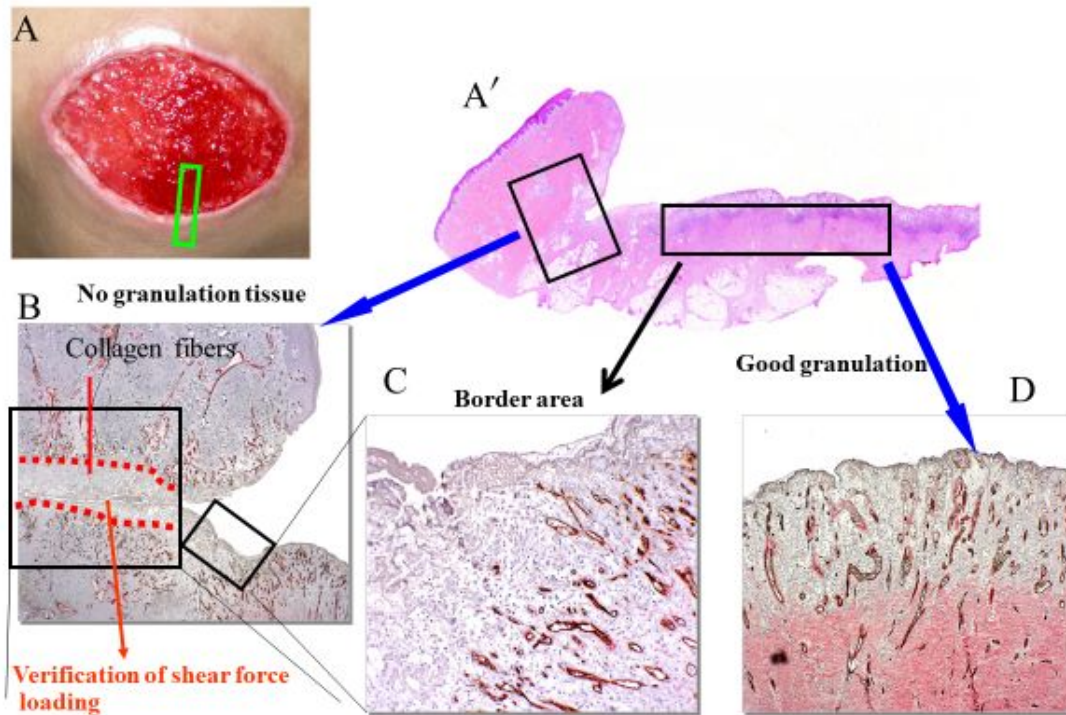 A
A′
B
No granulation tissue
Collagen fibers
Verification of shear force
loading
C
Border area
Good granulation
D